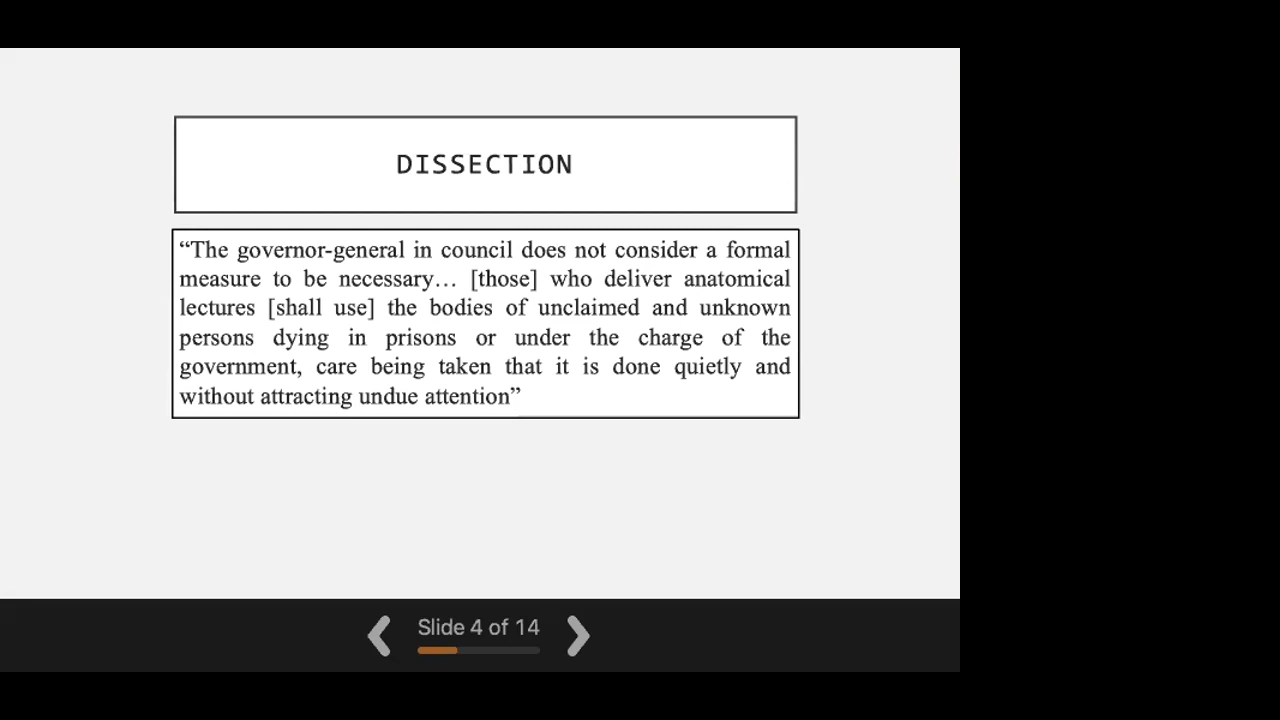 DISSECTION
“The governor-general in council does not consider a formal
measure to be necessary… [those] who deliver anatomical
lectures [shall use] the bodies of unclaimed and unknown
persons dying in prisons or under the charge of the
government, care being taken that it is done quietly and
without attracting undue attention”
Slide 4 of 14